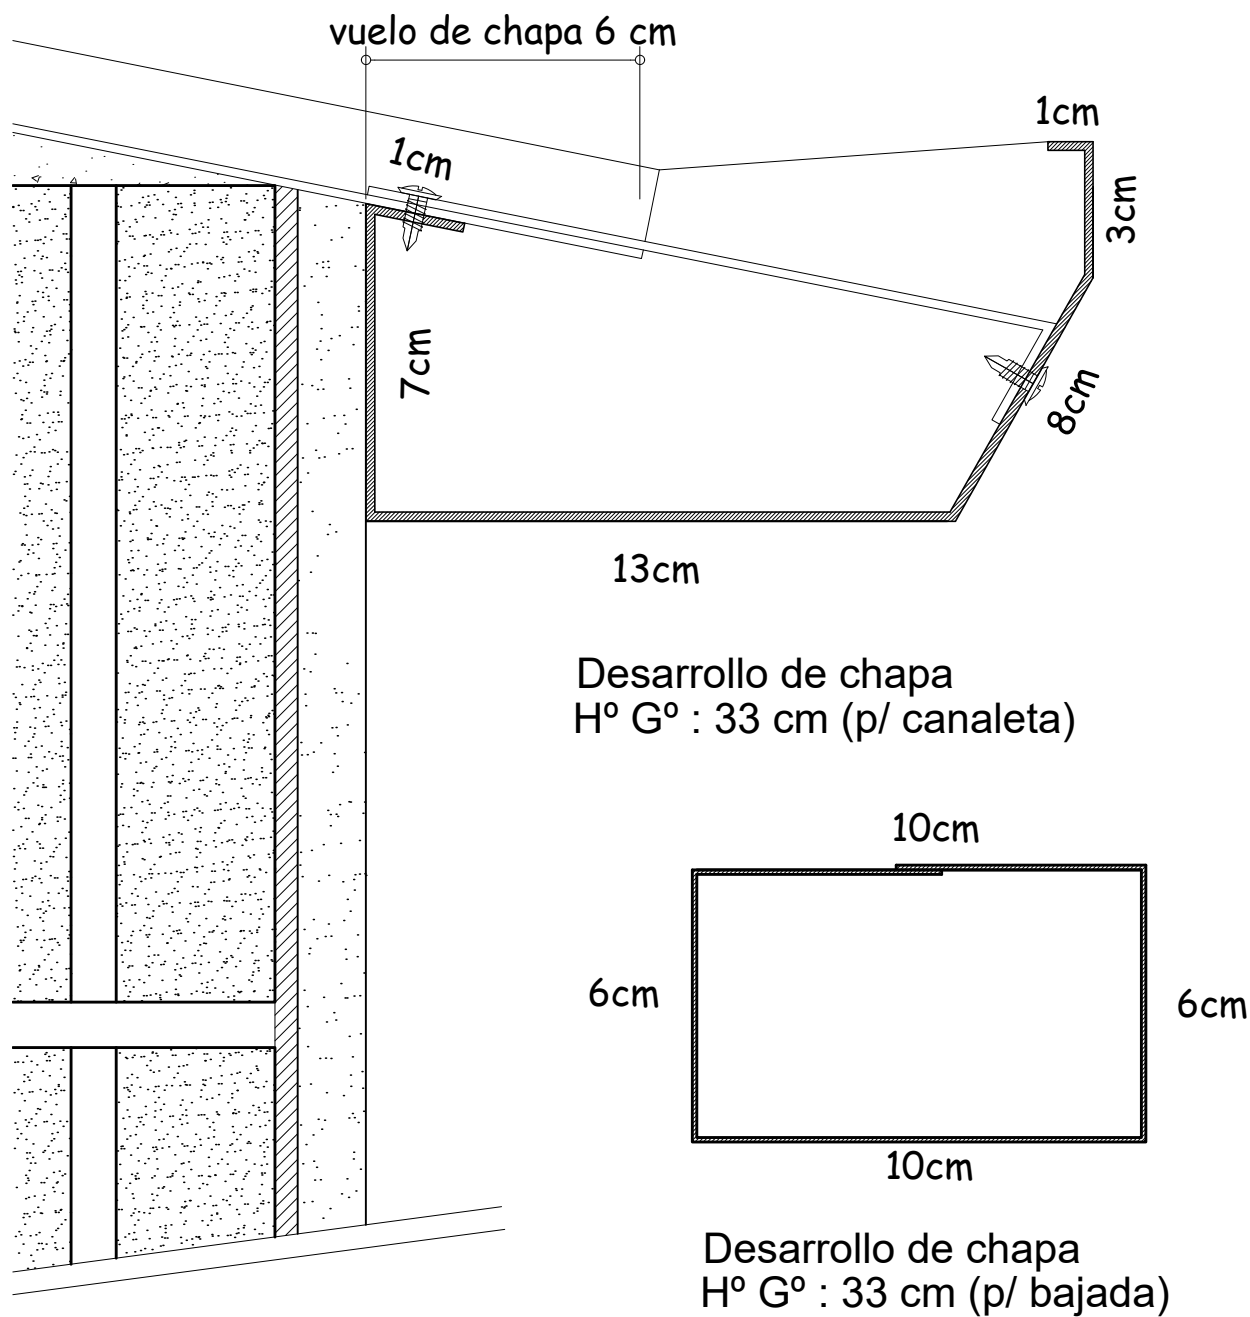 vuelo de chapa 6 cm
1cm
1cm
3cm
7cm
8cm
13cm
Desarrollo de chapa
Hº Gº : 33 cm (p/ canaleta)
10cm
6cm
6cm
10cm
Desarrollo de chapa
Hº Gº : 33 cm (p/ bajada)